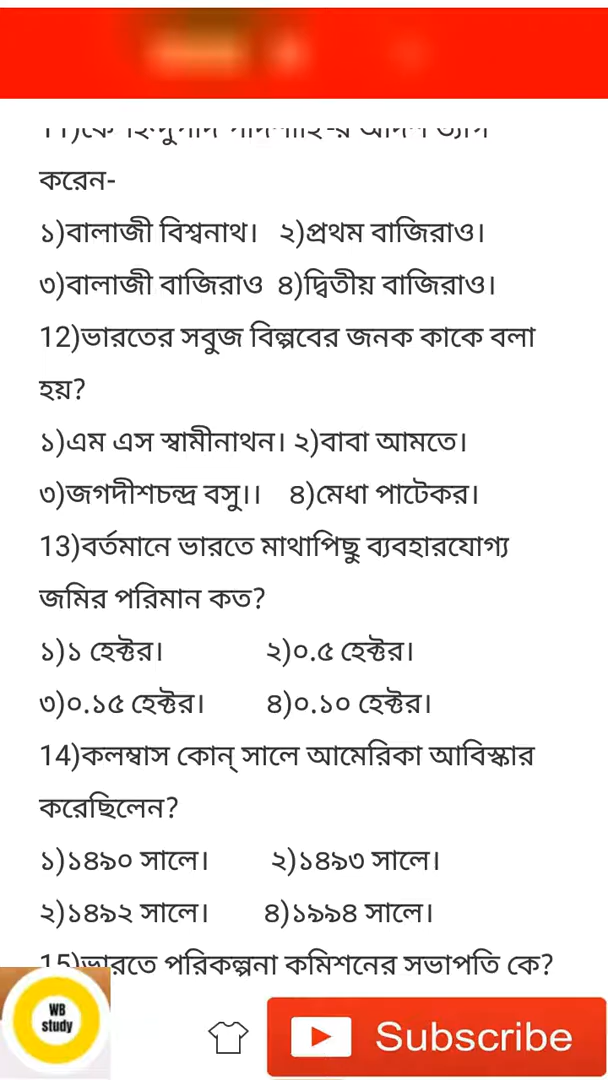 করেন-
১)বালাজী বিশ্বনাথ। ২)প্রথম বাজিরাও।
৩)বালাজী বাজিরাও ৪)দ্বিতীয় বাজিরাও।
12)ভারতের সবুজ বিল্পবের জনক কাকে বলা
হয়?
১)এম এস স্বামীনাথন। ২)বাবা আমতে।
৩)জগদীশচন্দ্র বসু।। ৪)মেধা পাটেকর।
13)বর্তমানে ভারতে মাথাপিছু ব্যবহারযোগ্য
জমির পরিমান কত?
১)১ হেক্টর। ২)০.৫ হেক্টর।
৩)০.১৫ হেক্টর। ৪)০.১০ হেক্টর।
14)কলম্বাস কোন্ সালে আমেরিকা আবিস্কার
করেছিলেন?
১)১৪৯০ সালে। ২)১৪৯৩ সালে।
২)১৪৯২ সালে। ৪)১৯৯৪ সালে।
15)ভারতে পরিকল্পনা কমিশনের সভাপতি কে?
WB
study
Subscribe